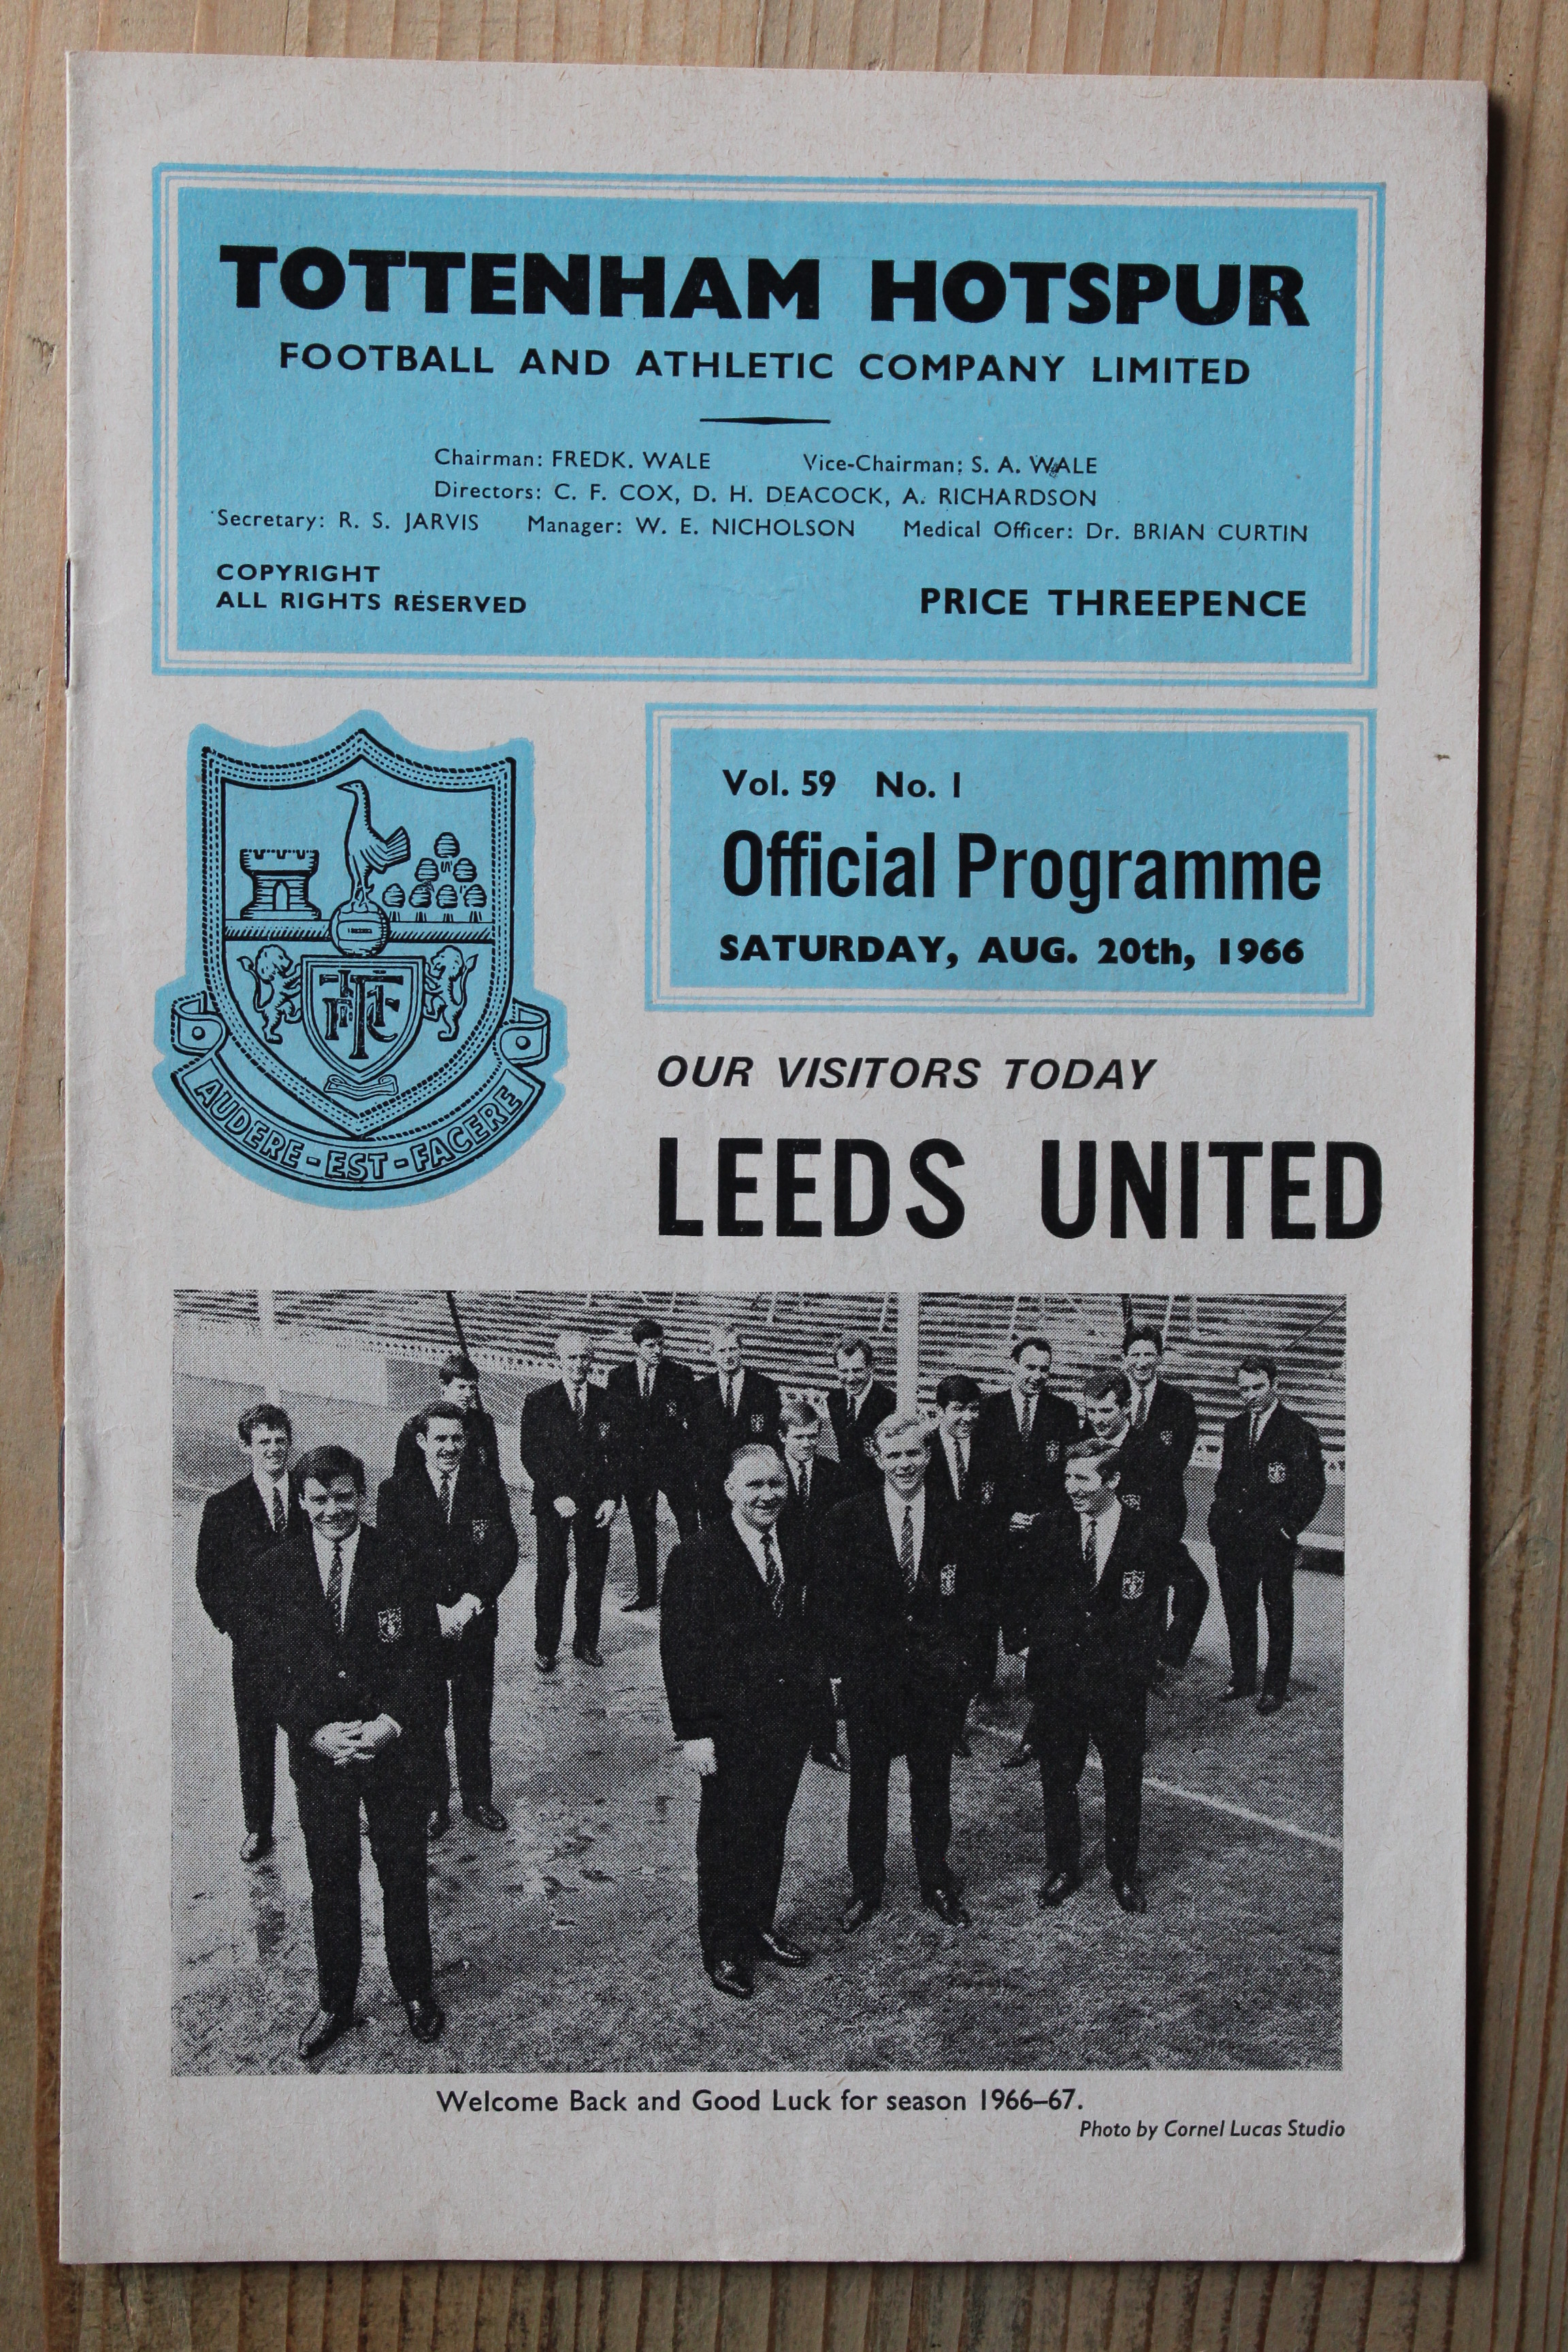 TOTTENHAM HOTSPUR
FOOTBALL AND ATHLETIC COMPANY LIMITED
Chairman: FREDK. WALE Vice-Chairman: S. A. WALE
Directors: C. F. COX, D. H. DEACOCK, A. RICHARDSON
Secretary: R. S. JARVIS Manager: W. E. NICHOLSON Medical Officer: Dr. BRIAN CURTIN
COPYRIGHT
ALL RIGHTS RESERVED
PRICE THREEPENCE
Vol. 59 No. 1
Official Programme
SATURDAY, AUG. 20th, 1966
AUDERE-EST-FACERE
OUR VISITORS TODAY
LEEDS UNITED
Welcome Back and Good Luck for season 1966–67.
Photo by Cornel Lucas Studio